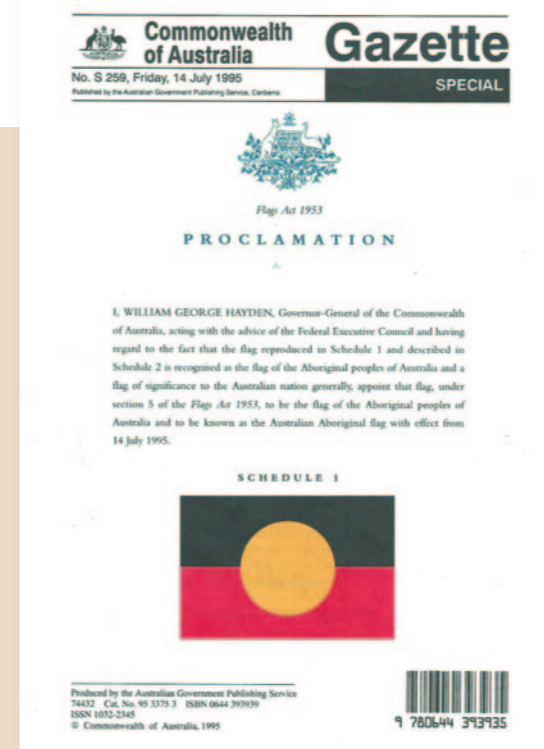 Commonwealth
of Australia
Gazette
No. S 259, Friday, 14 July 1995
Published by the Australian Government Publishing Service, Canberra
SPECIAL
Flags Act 1953
PROCLAMATION
I, WILLIAM GEORGE HAYDEN, Governor-General of the Commonwealth
of Australia, acting with the advice of the Federal Executive Council and having
regard to the fact that the flag reproduced in Schedule 1 and described in
Schedule 2 is recognised as the flag of the Aboriginal peoples of Australia and a
flag of significance to the Australian nation generally, appoint that flag, under
section 5 of the Flags Act 1953, to be the flag of the Aboriginal peoples of
Australia and to be known as the Australian Aboriginal flag with effect from
14 July 1995.
SCHEDULE 1
Produced by the Australian Government Publishing Service
74432 Cat. No. 95 3375 3 ISBN 0644 393939
ISSN 1032-2345
© Commonwealth of Australia, 1995
9 780644 393935